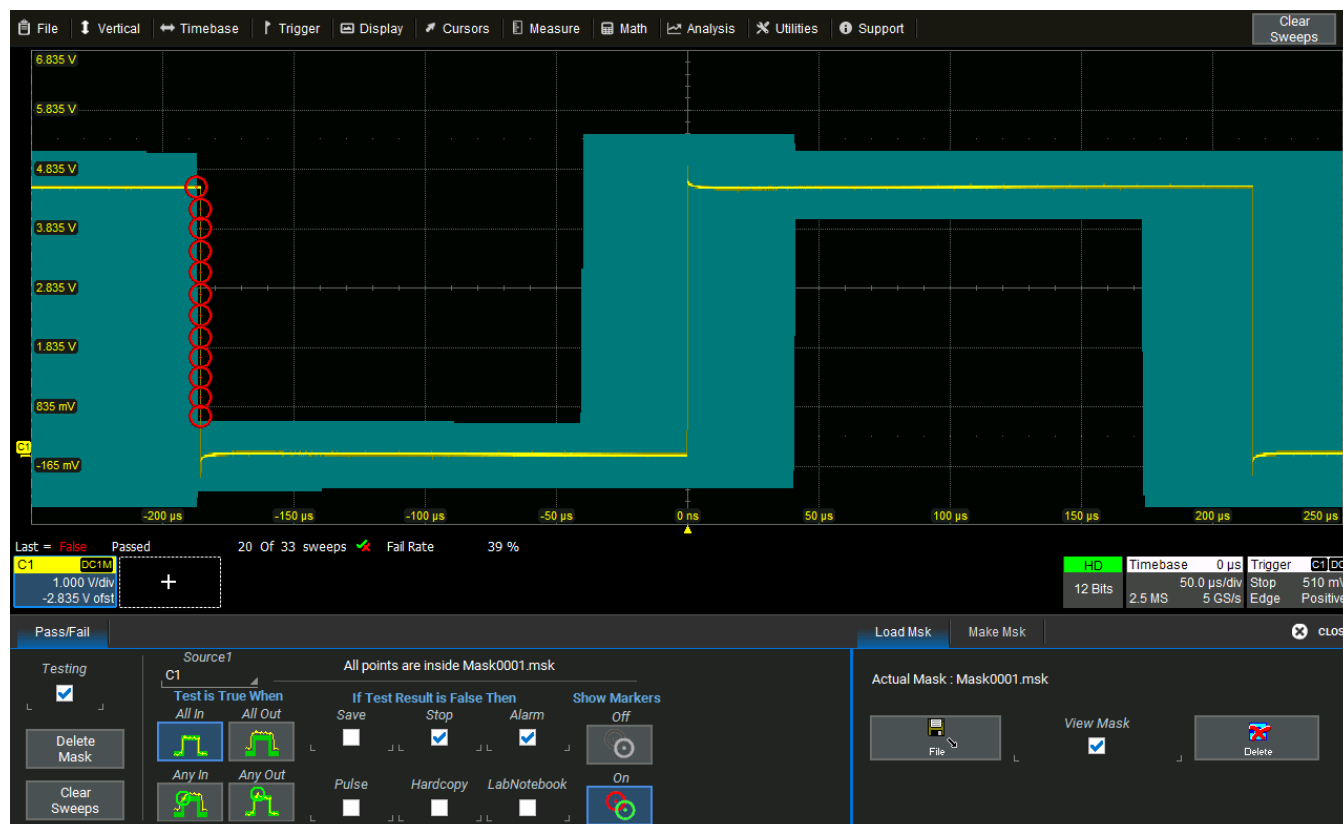 File Vertical Timebase Trigger Display Cursors Measure Math Analysis Utilities Support Clear Sweeps
6.835 V
5.835 V
4.835 V
3.835 V
2.835 V
1.835 V
835 mV
C1
-165 mV
-200 µs -150 µs -100 µs -50 µs 0 ns 50 µs 100 µs 150 µs 200 µs 250 µs
Last = False Passed 20 Of 33 sweeps Fail Rate 39 %
C1 DC1M
1.000 V/div
-2.835 V ofst
+
HD
12 Bits
Timebase 0 µs
50.0 µs/div
2.5 MS 5 GS/s
Trigger C1 DC
Stop 510 mV
Edge Positive
Pass/Fail
Testing
Delete Mask
Clear Sweeps
Source1
C1
All points are inside Mask0001.msk
Test is True When
All In All Out
Any In Any Out
If Test Result is False Then
Save Stop Alarm
Pulse Hardcopy LabNotebook
Show Markers
Off
On
Load Msk Make Msk CLOS
Actual Mask : Mask0001.msk
File
View Mask
Delete